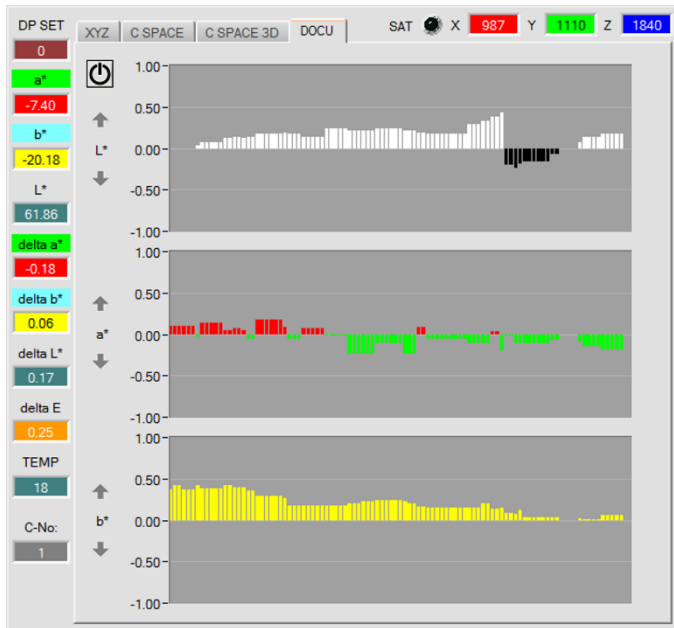 DP SET
0
a*
-7.40
b*
-20.18
L*
61.86
delta a*
-0.18
delta b*
0.06
delta L*
0.17
delta E
0.25
TEMP
18
C-No:
1
XYZ C SPACE C SPACE 3D DOCU
SAT X 987 Y 1110 Z 1840
1.00
0.50
L* 0.00
-0.50
-1.00
1.00
0.50
a* 0.00
-0.50
-1.00
1.00
0.50
b* 0.00
-0.50
-1.00